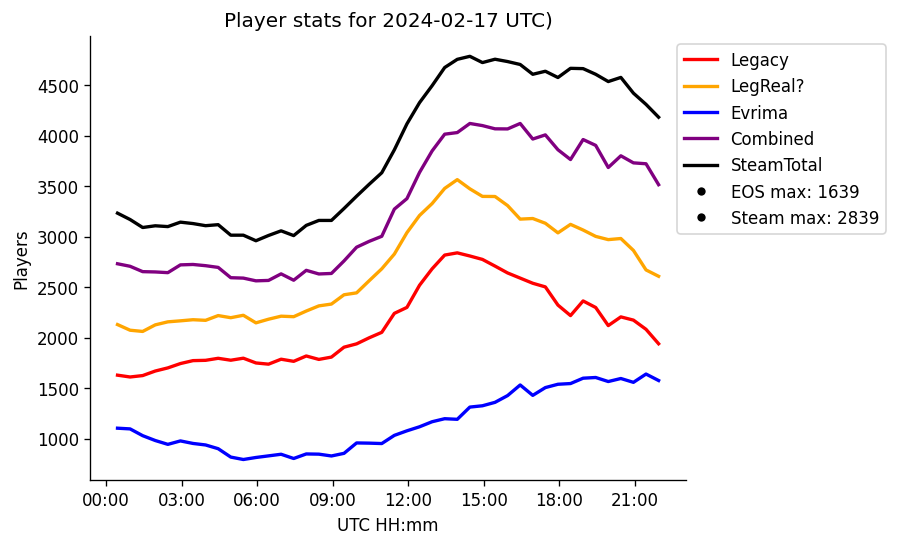 Player stats for 2024-02-17 UTC)
Legacy
LegReal?
Evrima
Combined
SteamTotal
EOS max: 1639
Steam max: 2839
Players
4500
4000
3500
3000
2500
2000
1500
1000
00:00 03:00 06:00 09:00 12:00 15:00 18:00 21:00
UTC HH:mm